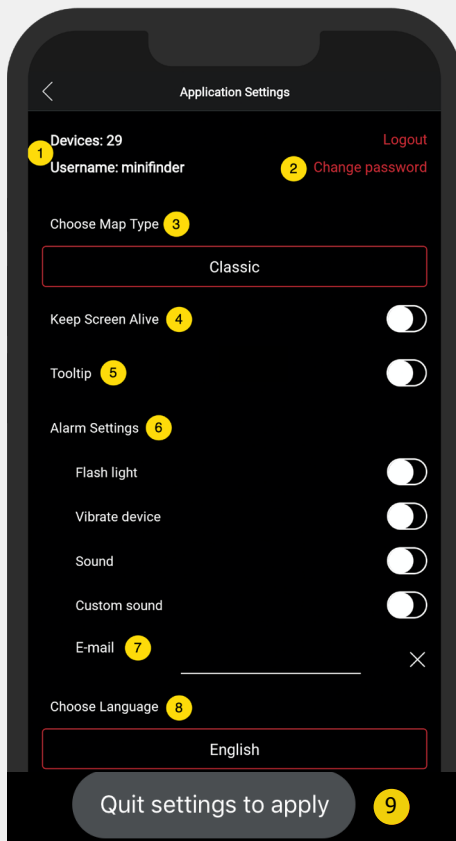 Application Settings
Devices: 29
Logout
1
Username: minifinder
2 Change password
Choose Map Type 3
Classic
Keep Screen Alive 4
Tooltip 5
Alarm Settings 6
Flash light
Vibrate device
Sound
Custom sound
E-mail 7
Choose Language 8
English
Quit settings to apply 9